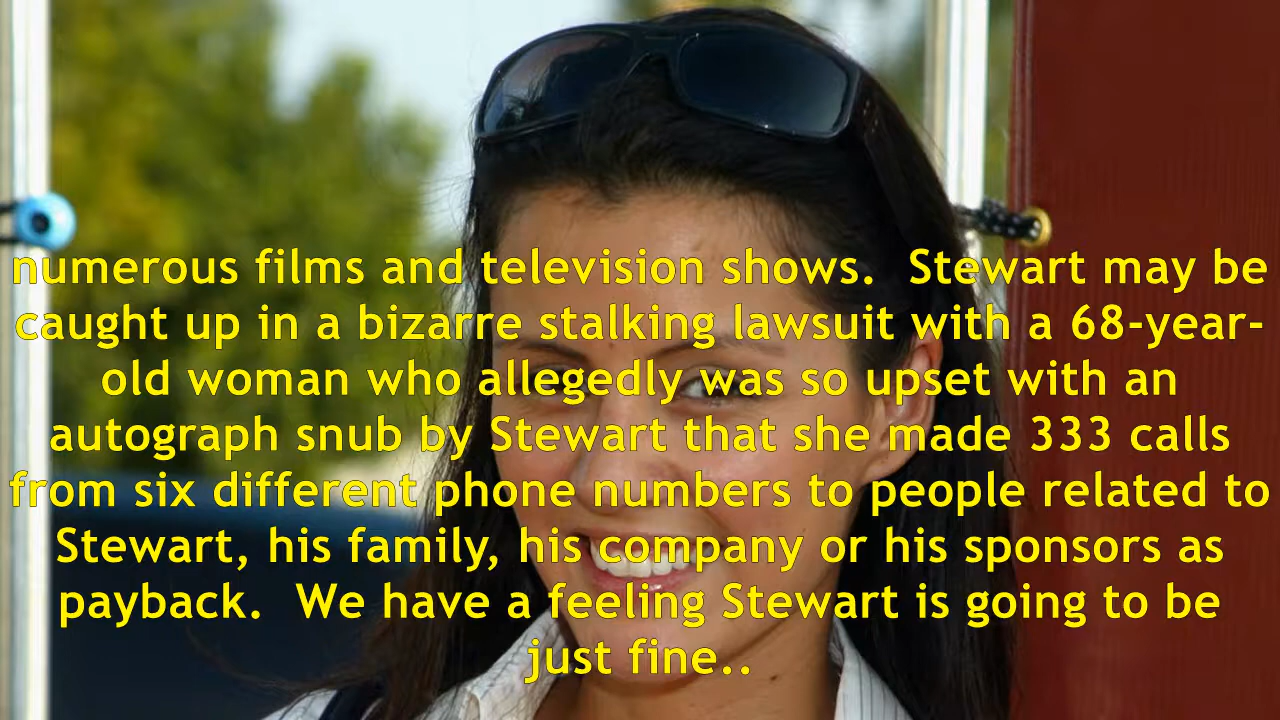 numerous films and television shows.  Stewart may be
caught up in a bizarre stalking lawsuit with a 68-year-
old woman who allegedly was so upset with an
autograph snub by Stewart that she made 333 calls
from six different phone numbers to people related to
Stewart, his family, his company or his sponsors as
payback.  We have a feeling Stewart is going to be
just fine..